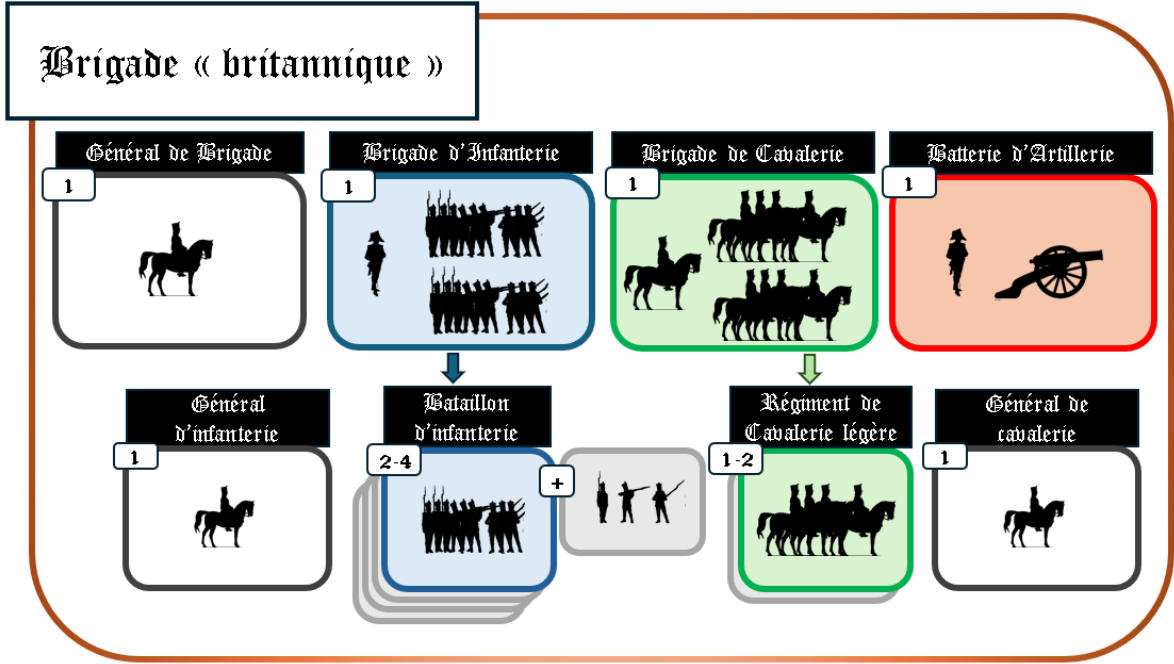 Brigade « britannique »
Général de Brigade
Brigade d'Infanterie
Brigade de Cavalerie
Batterie d'Artillerie
1
1
1
1
Général
d'infanterie
Bataillon
d'infanterie
Régiment de
Cavalerie légère
Général de
cavalerie
1
2-4
+
1-2
1